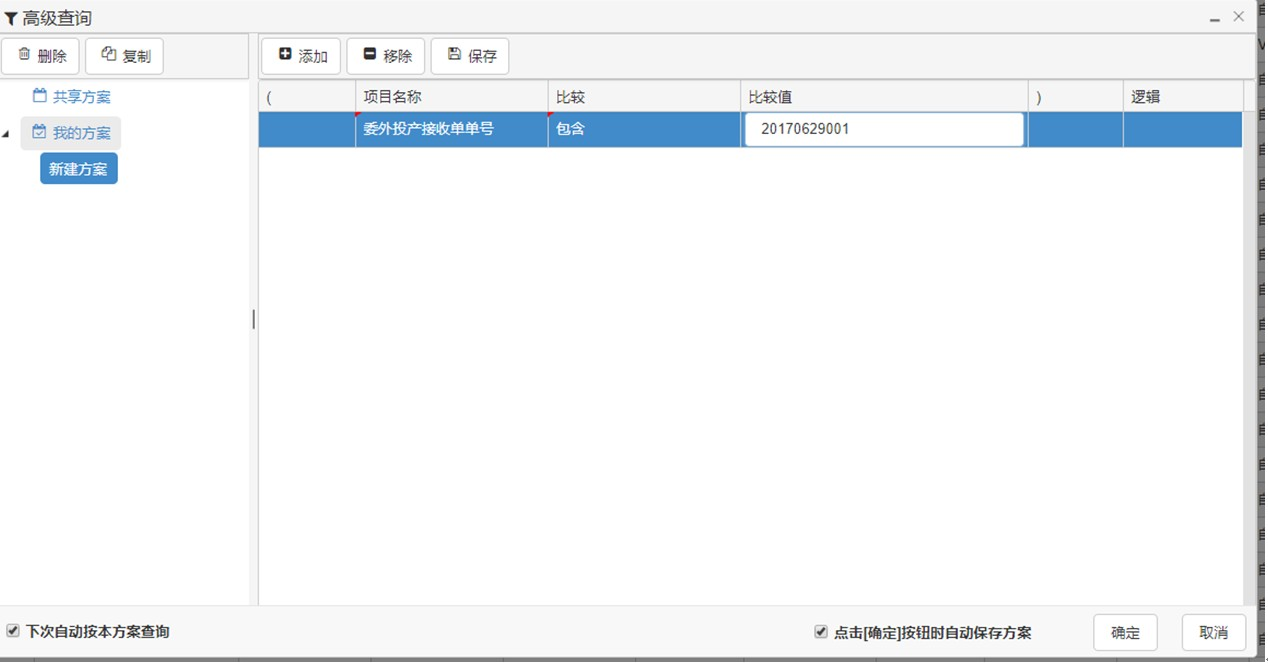 高级查询
删除 复制 添加 移除 保存
共享方案
我的方案
新建方案
( 项目名称 比较 比较值 ) 逻辑
委外投产接收单单号 包含 20170629001
下次自动按本方案查询 点击[确定]按钮时自动保存方案 确定 取消